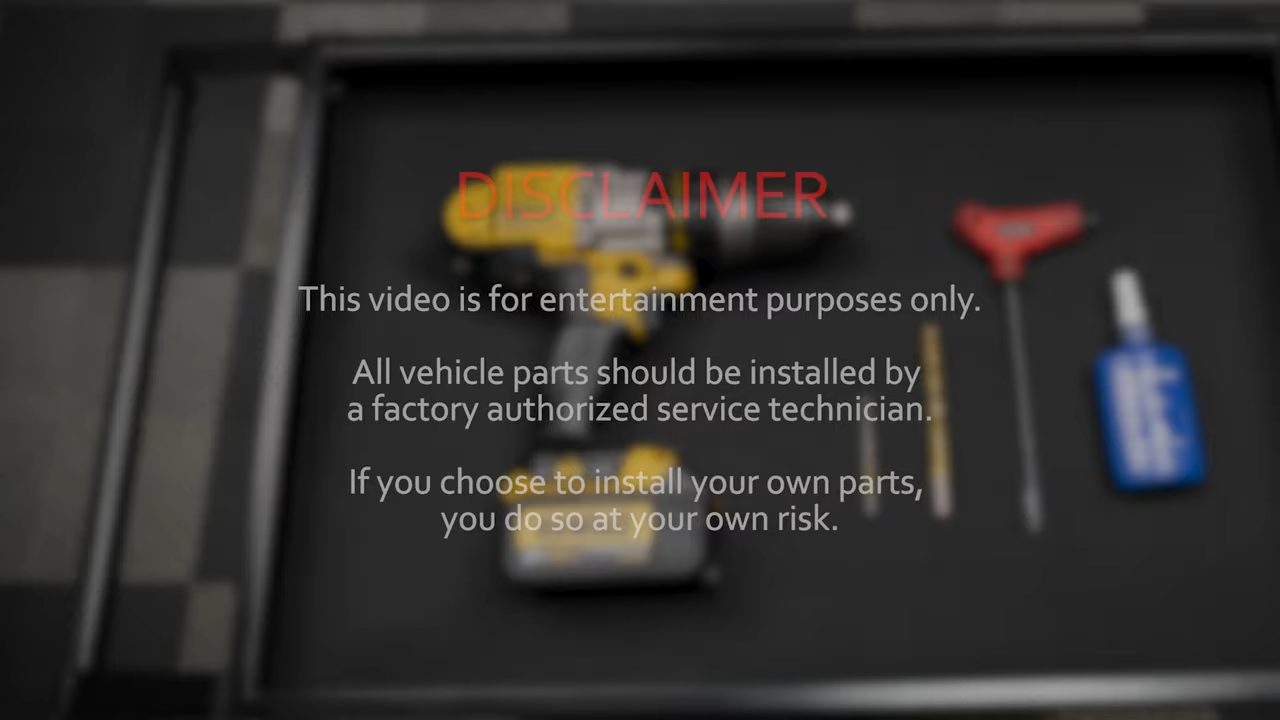 DISCLAIMER
This video is for entertainment purposes only.
All vehicle parts should be installed by
a factory authorized service technician.
If you choose to install your own parts,
you do so at your own risk.